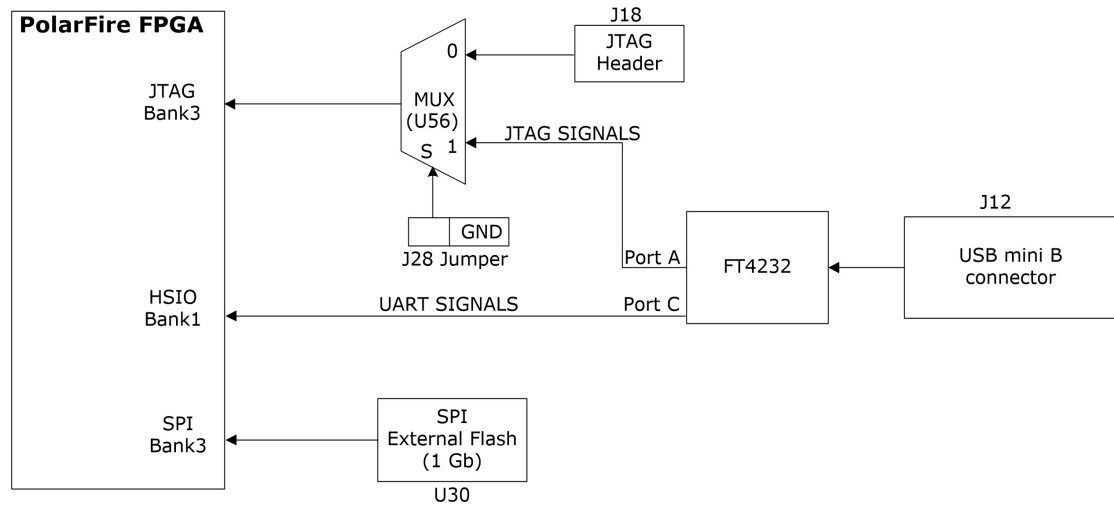 PolarFire FPGA
J18
JTAG
Header
0
JTAG
Bank3
MUX
(U56)
JTAG SIGNALS
S
1
J12
GND
J28 Jumper
USB mini B
connector
Port A
FT4232
HSIO
Bank1
UART SIGNALS
Port C
SPI
Bank3
SPI
External Flash
(1 Gb)
U30